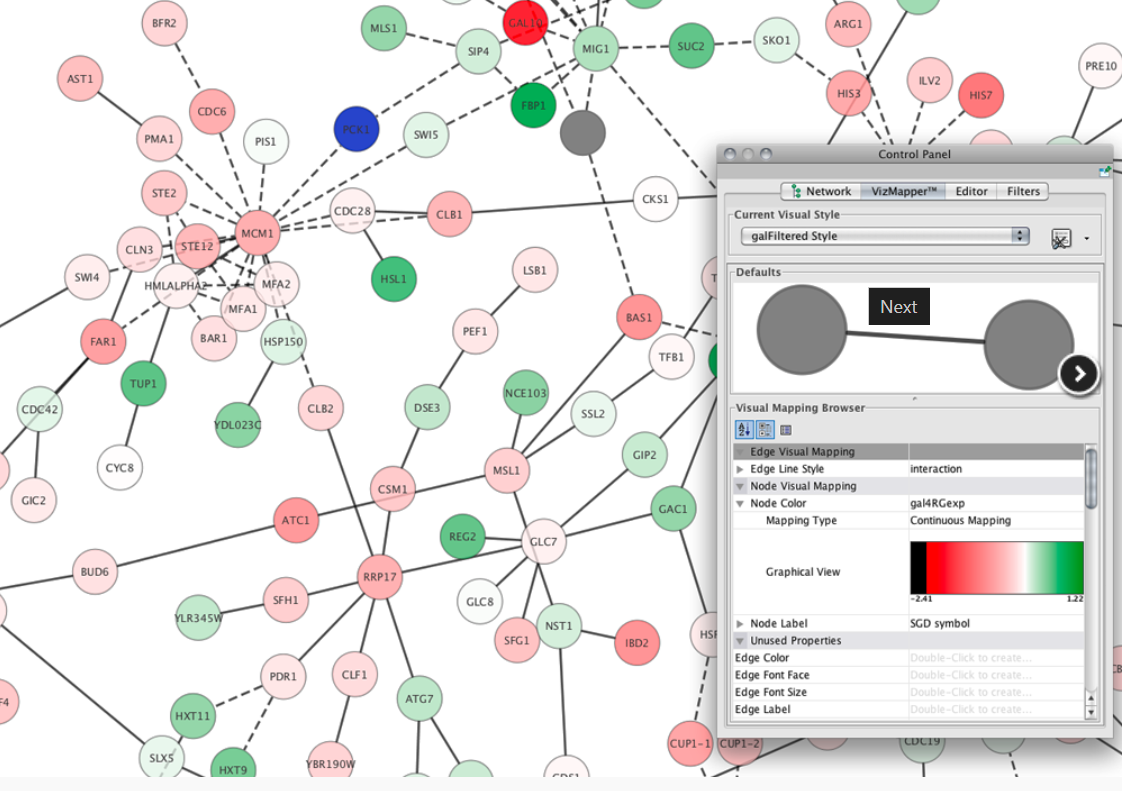 BFR2
MLS1
GAL10
MIG1
SUC2
SKO1
ARG1
SIP4
AST1
ILV2
PRE10
HIS3
HIS7
FBP1
CDC6
PCK1
SWI5
PMA1
PIS1
Control Panel
Network
VizMapper™
Editor
Filters
STE2
CKS1
CDC28
CLB1
Current Visual Style
galFiltered Style
MCM1
CLN3
STE12
SWI4
HSL1
LSB1
Defaults
HMLALPHA2
MFA2
MFA1
Next
BAS1
PEF1
FAR1
BAR1
HSP150
TFB1
TUP1
NCE103
CDC42
CLB2
DSE3
SSL2
Visual Mapping Browser
YDL023C
Edge Visual Mapping
GIP2
CYC8
MSL1
Edge Line Style
interaction
Node Visual Mapping
CSM1
GIC2
Node Color
gal4RGexp
GAC1
ATC1
Mapping Type
Continuous Mapping
REG2
GLC7
BUD6
RRP17
Graphical View
-2.41
1.22
SFH1
GLC8
YLR345W
NST1
Node Label
SGD symbol
SFG1
IBD2
HSF
Unused Properties
Edge Color
Double-Click to create...
PDR1
CLF1
Edge Font Face
Double-Click to create...
Edge Font Size
Double-Click to create...
F4
ATG7
Edge Label
Double-Click to create...
HXT11
CUP1-1
CUP1-2
CDC19
SLX5
HXT9
YBR190W